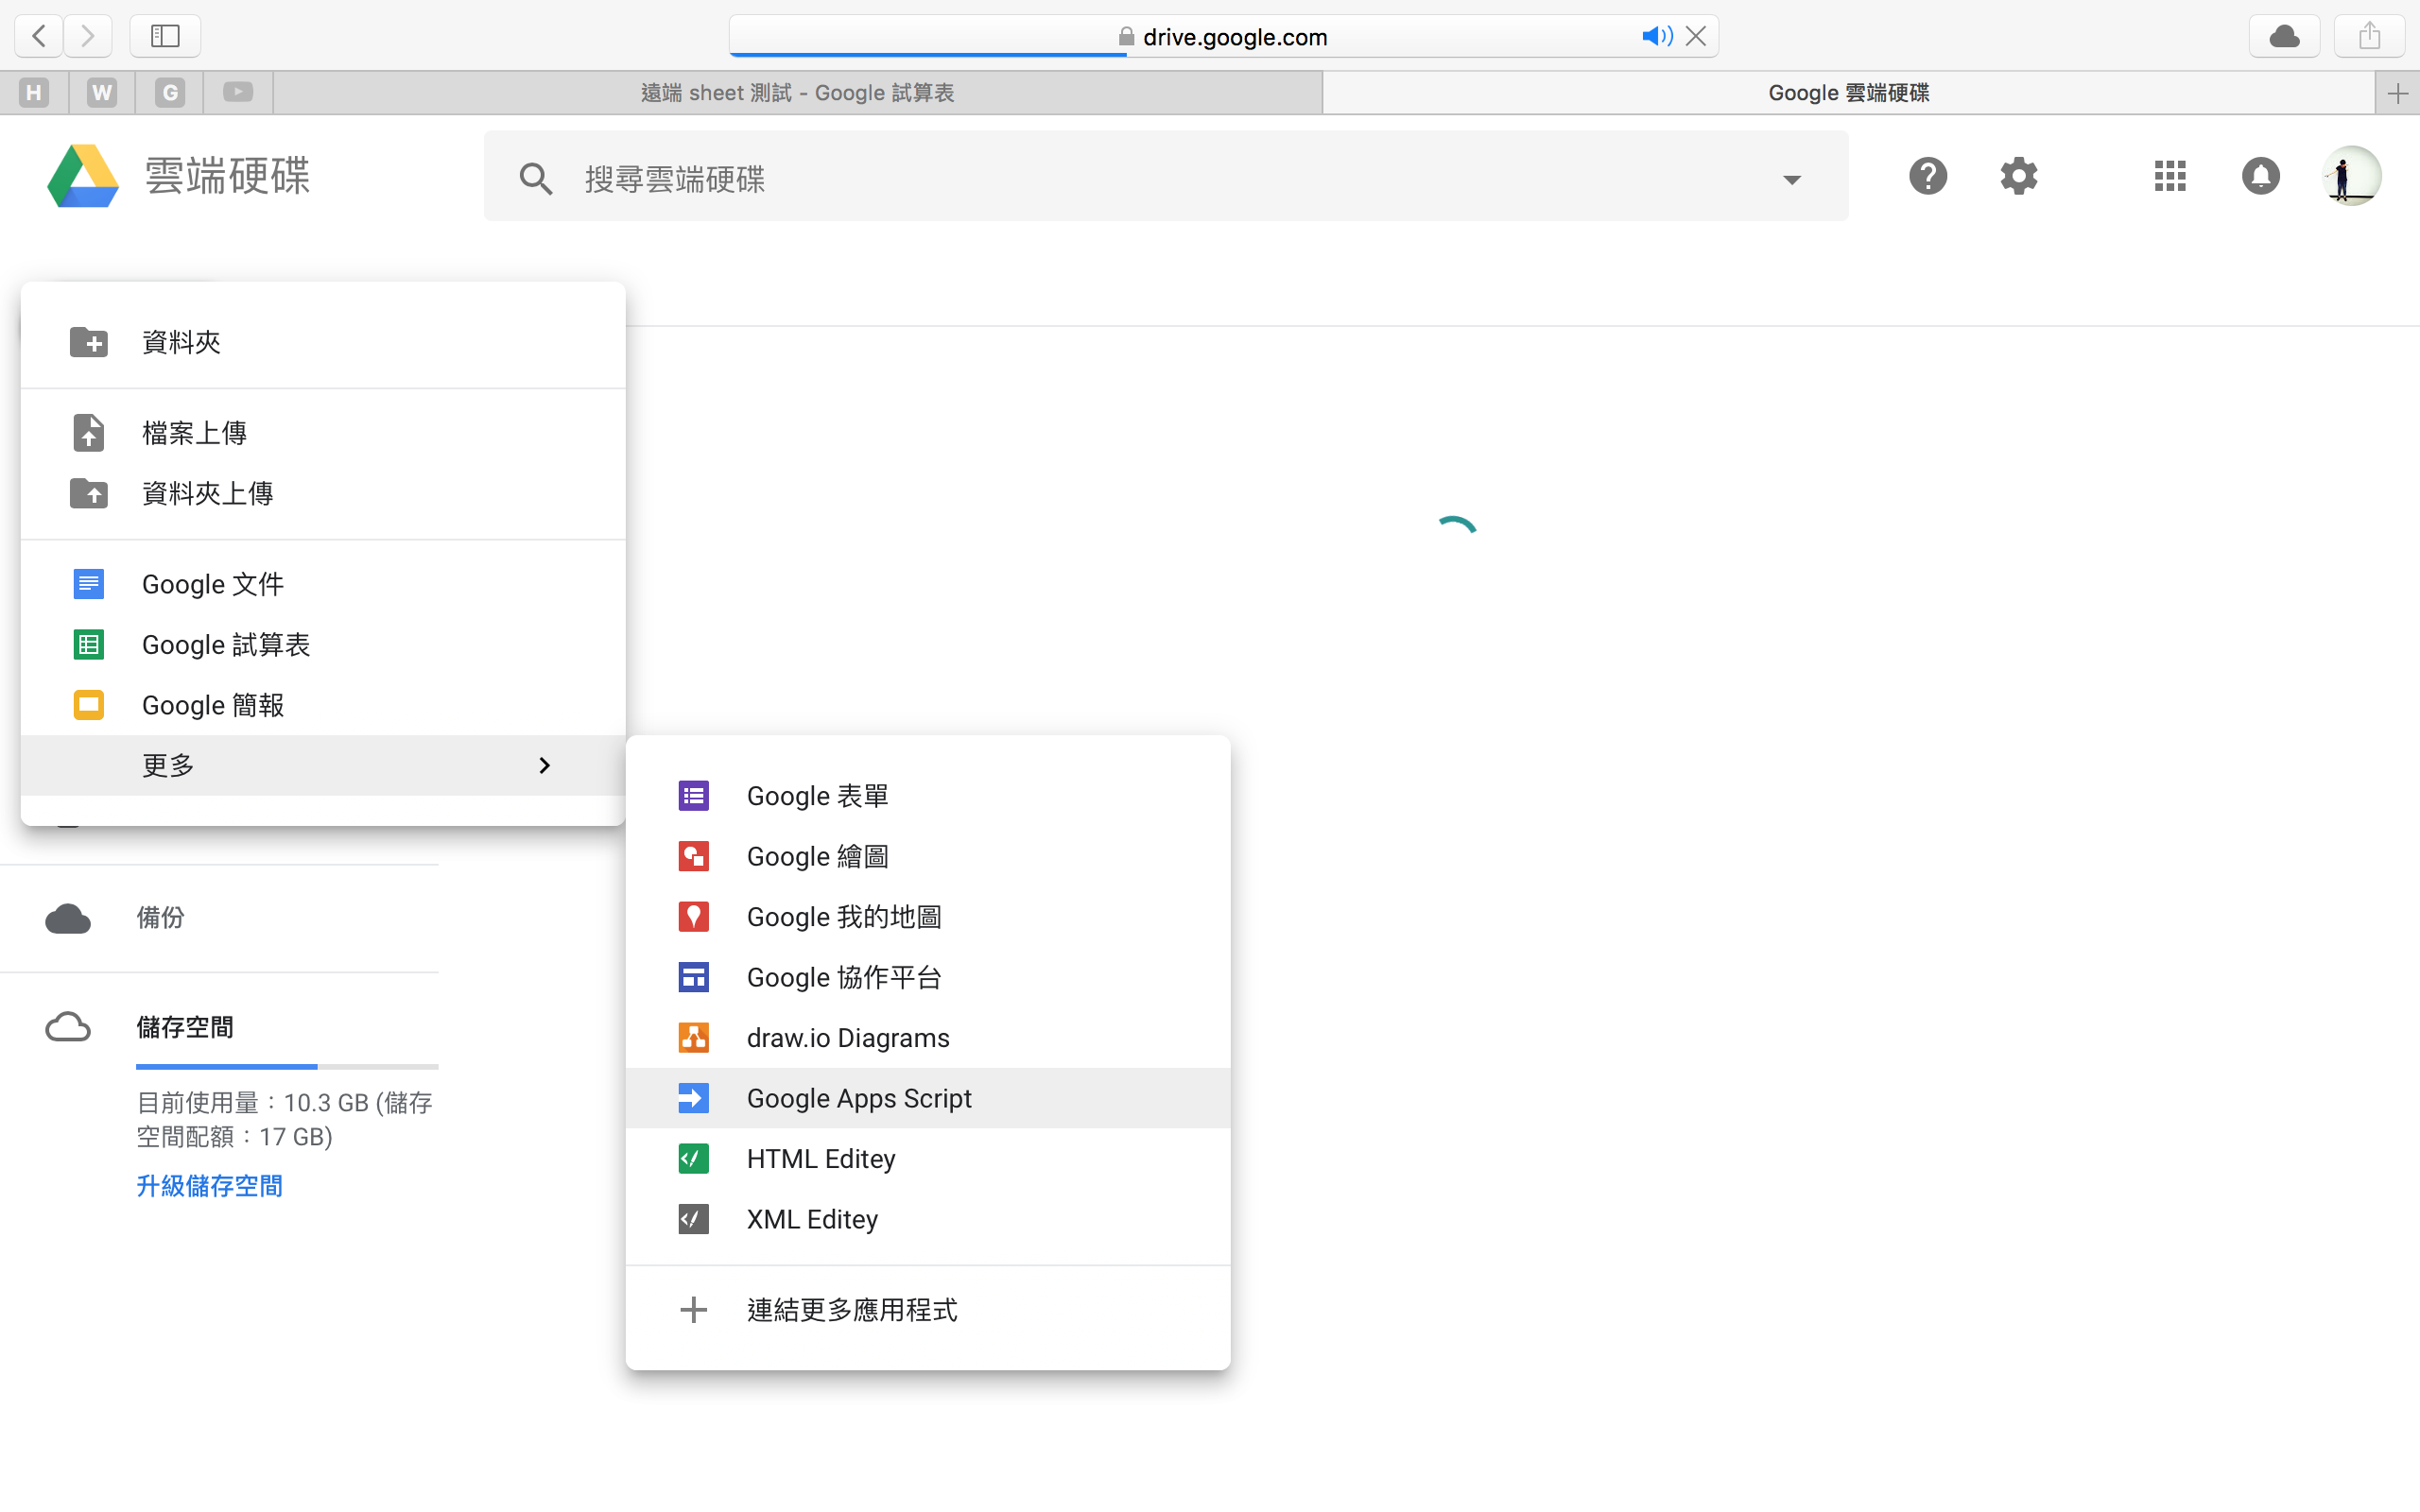 drive.google.com
H
W
G
遠端 sheet 測試 - Google 試算表
Google 雲端硬碟
雲端硬碟
搜尋雲端硬碟
資料夾
檔案上傳
資料夾上傳
Google 文件
Google 試算表
Google 簡報
更多
Google 表單
Google 繪圖
Google 我的地圖
Google 協作平台
draw.io Diagrams
Google Apps Script
HTML Editey
XML Editey
連結更多應用程式
備份
儲存空間
目前使用量：10.3 GB (儲存
空間配額：17 GB)
升級儲存空間